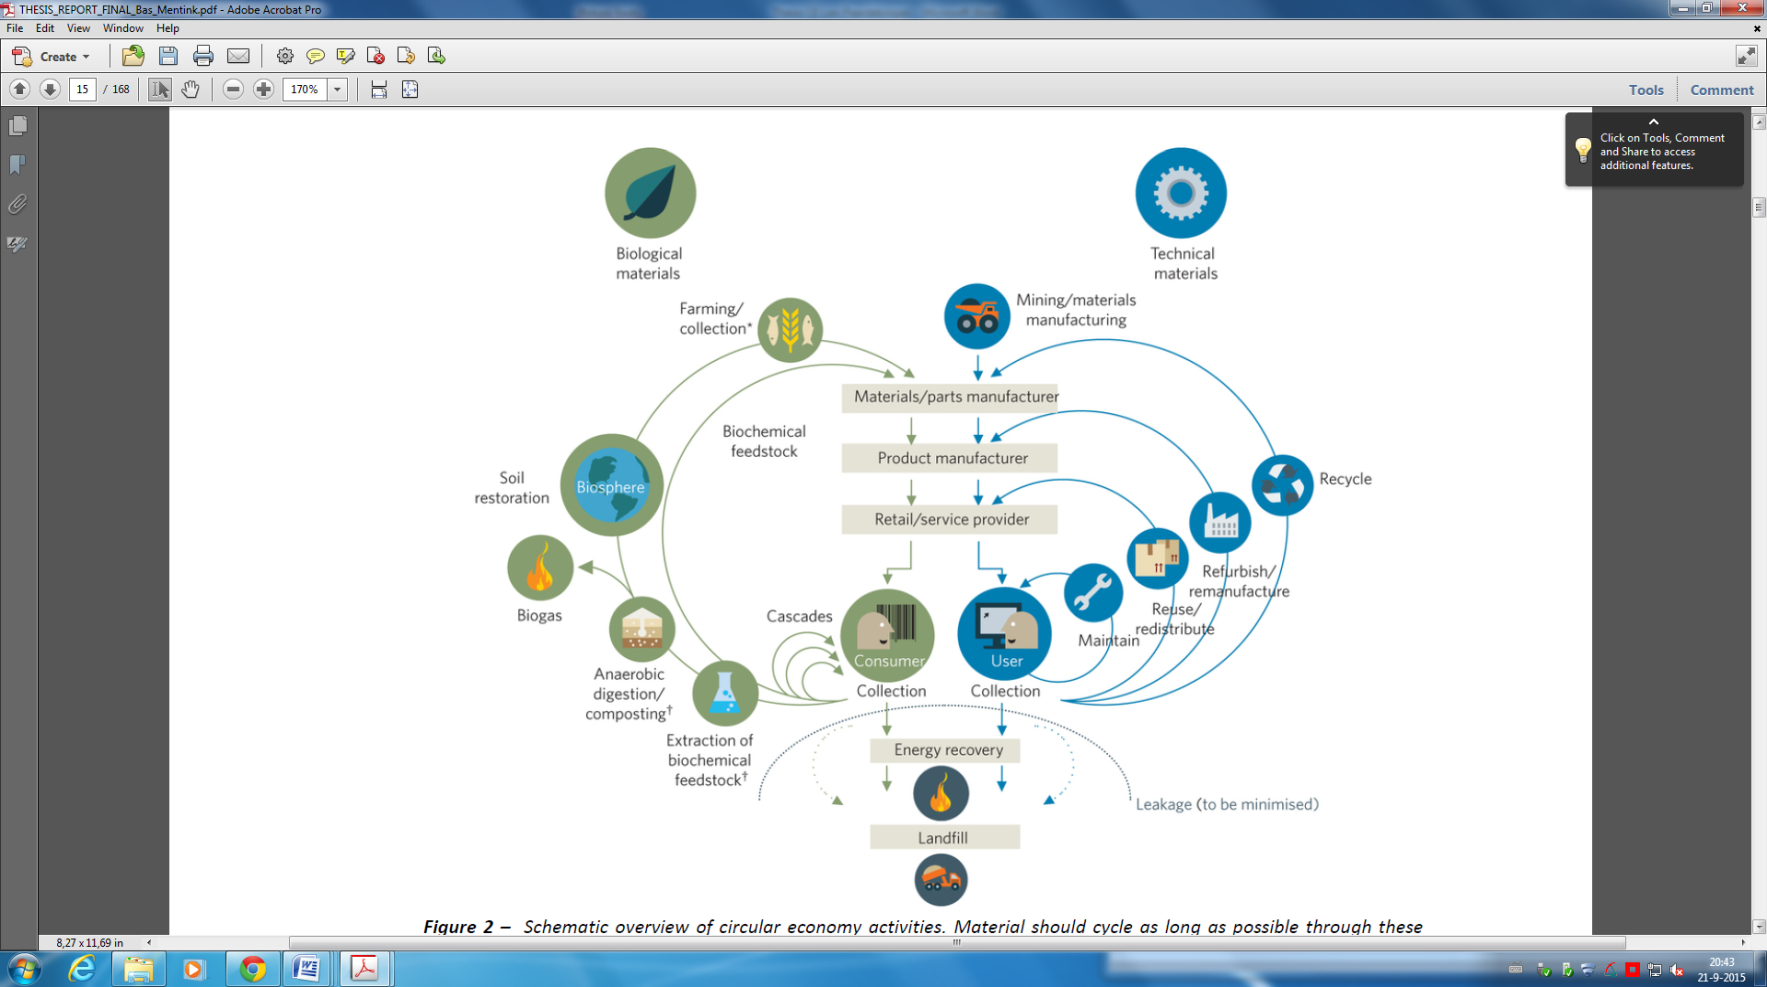 THESIS_REPORT_FINAL_Bas_Mentink.pdf - Adobe Acrobat Pro
File Edit View Window Help
Create
15 / 168
170%
Tools
Comment
Click on Tools, Comment
and Share to access
additional features.
Biological
materials
Technical
materials
Farming/
collection*
Mining/materials
manufacturing
Materials/parts manufacturer
Biochemical
feedstock
Product manufacturer
Soil
restoration
Biosphere
Recycle
Retail/service provider
Biogas
Refurbish/
remanufacture
Reuse/
redistribute
Maintain
Cascades
Consumer
User
Collection
Collection
Anaerobic
digestion/
composting†
Extraction of
biochemical
feedstock†
Energy recovery
Leakage (to be minimised)
Landfill
Figure 2 – Schematic overview of circular economy activities. Material should cycle as long as possible through these
8,27 x 11,69 in
20:43
21-9-2015